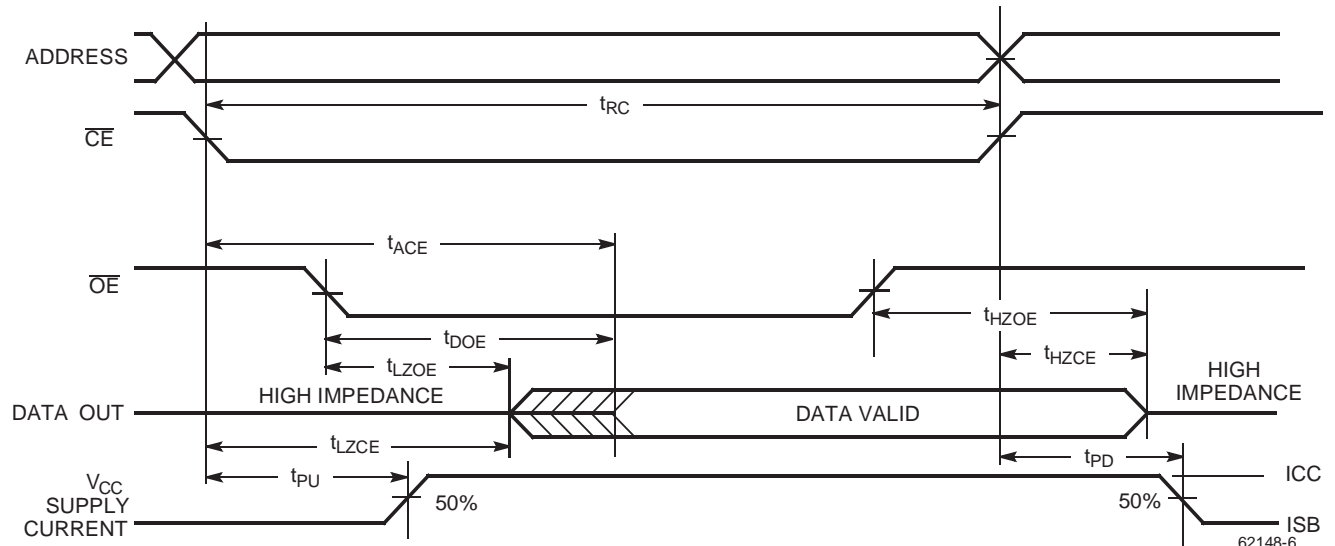 ADDRESS
tRC
CE
tACE
OE
tHZOE
tDOE
tHZCE
tLZOE
HIGH IMPEDANCE
HIGH
IMPEDANCE
DATA OUT
DATA VALID
tLZCE
tPD
tPU
VCC
SUPPLY
CURRENT
50%
50%
ICC
ISB
62148-6